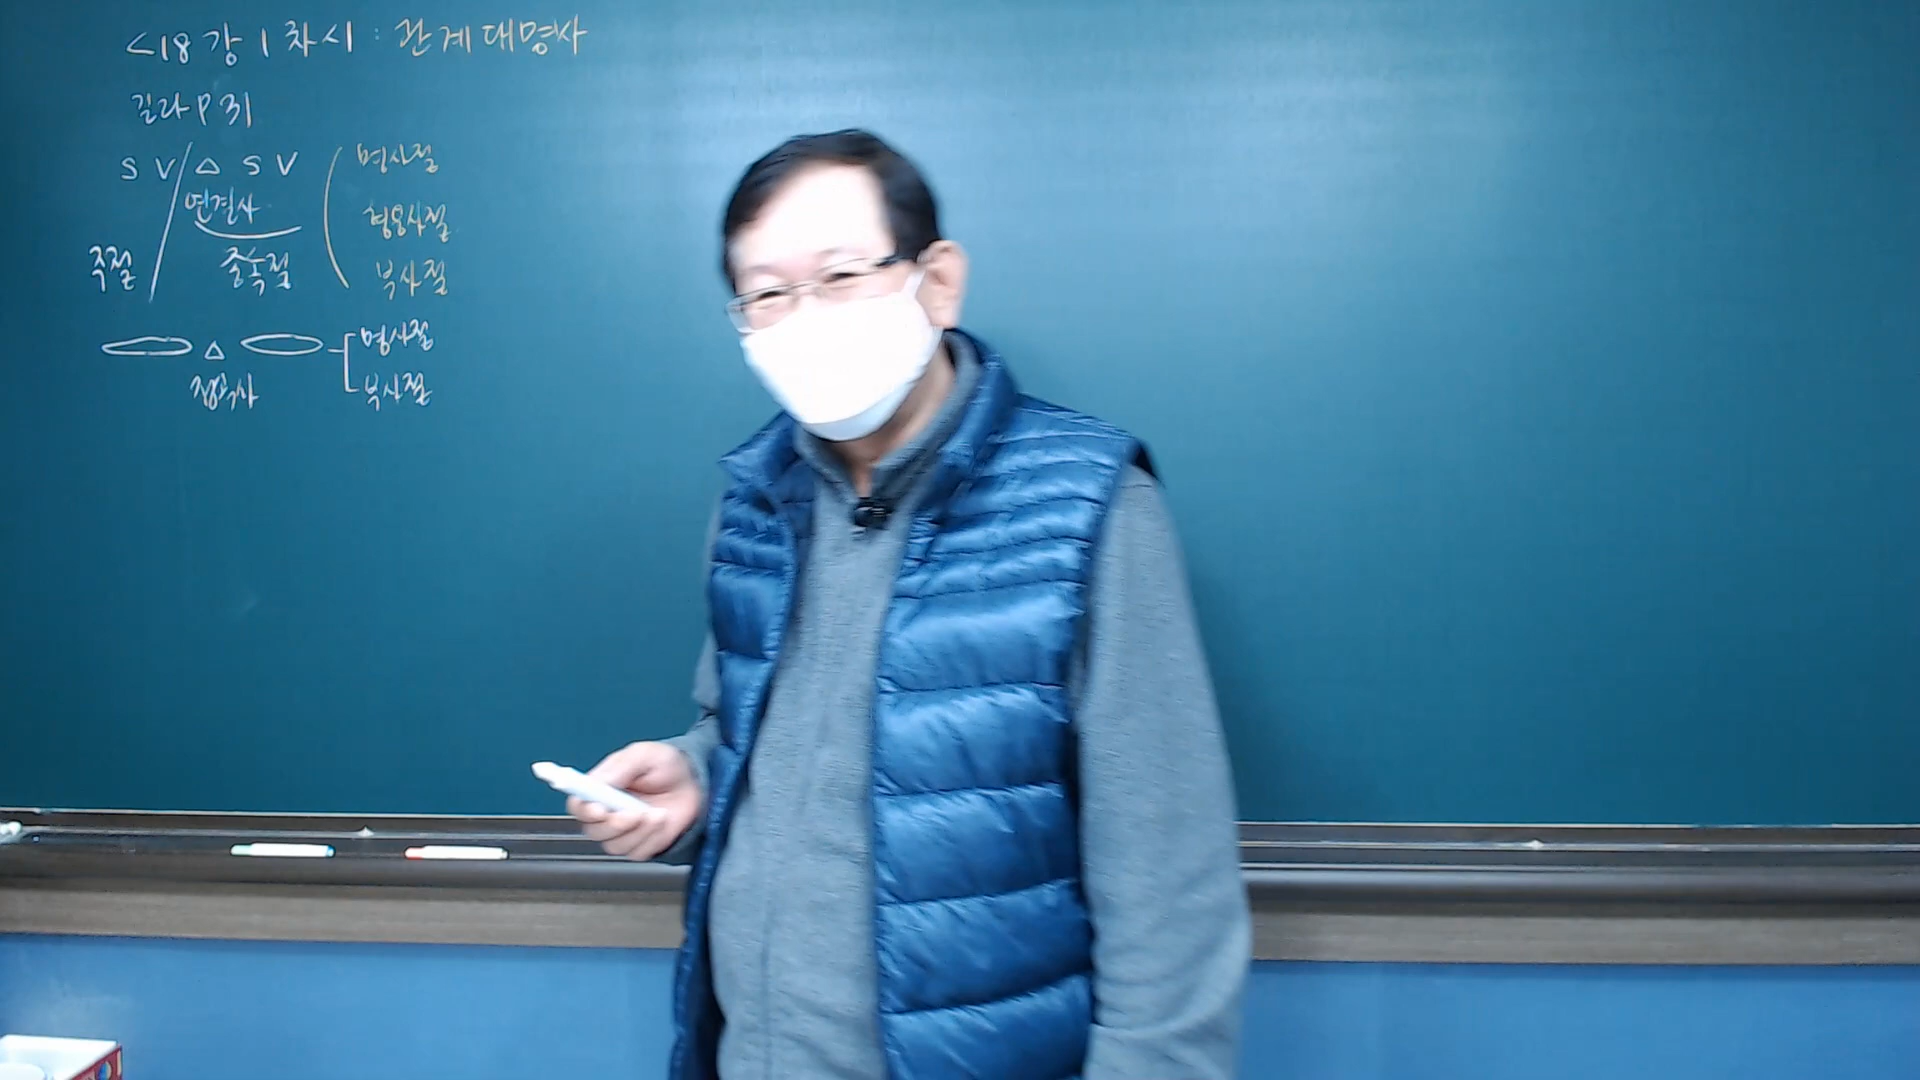 <18강 1차시 : 관계대명사
길라 P 31
S V / △ S V
연결사
주절
종속절
명사절
형용사절
부사절
△
접속사
명사절
부사절